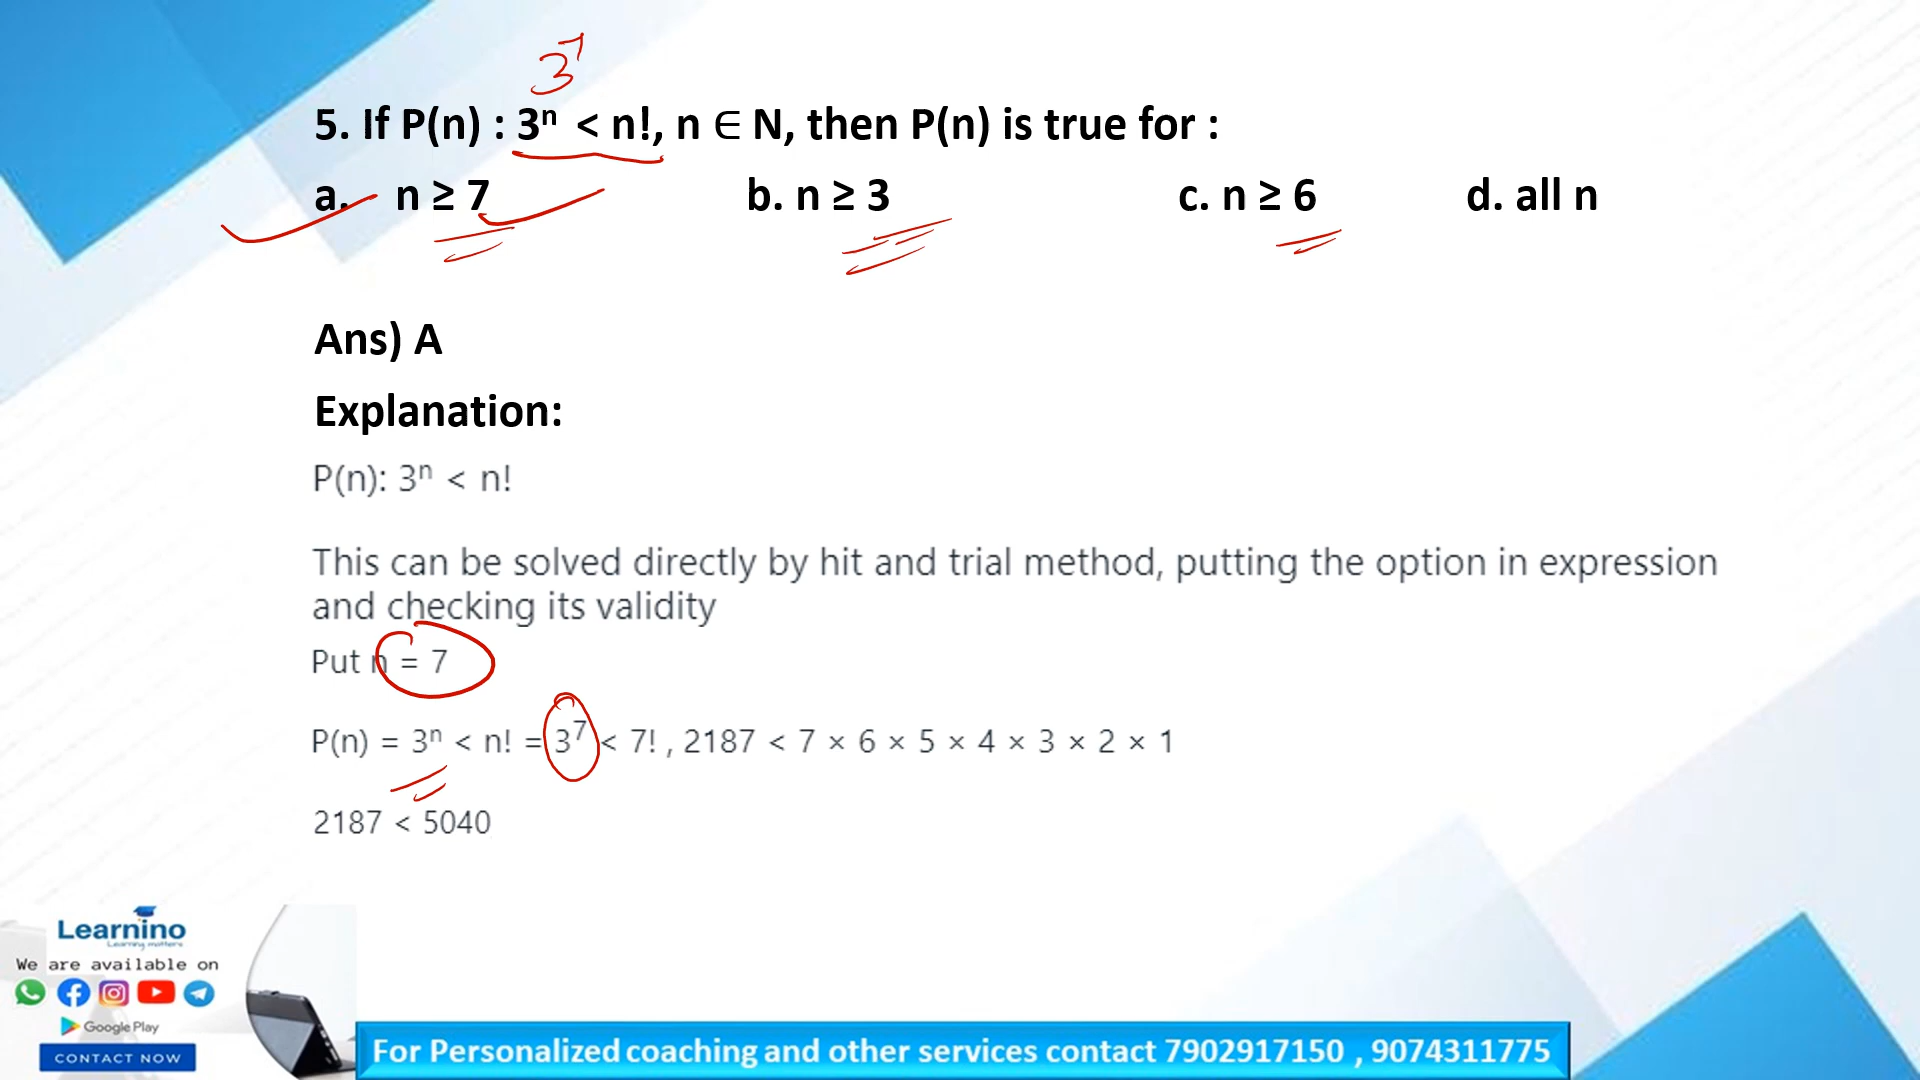 3⁷
5. If P(n) : 3ⁿ < n!, n ∈ N, then P(n) is true for :
a. n ≥ 7 b. n ≥ 3 c. n ≥ 6 d. all n
Ans) A
Explanation:
P(n): 3ⁿ < n!
This can be solved directly by hit and trial method, putting the option in expression
and checking its validity
Put n = 7
P(n) = 3ⁿ < n! = 3⁷ < 7! , 2187 < 7 × 6 × 5 × 4 × 3 × 2 × 1
2187 < 5040
Learnino
Learning matters
We are available on
Google Play
CONTACT NOW
For Personalized coaching and other services contact 7902917150 , 9074311775